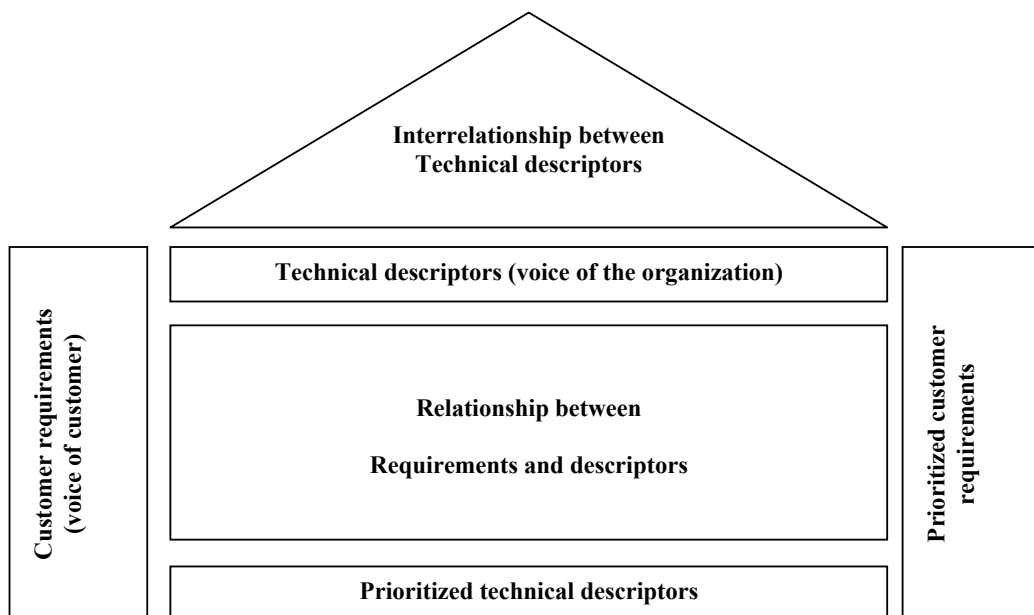 Interrelationship between
Technical descriptors
Technical descriptors (voice of the organization)
Customer requirements
(voice of customer)
Relationship between
Requirements and descriptors
Prioritized customer
requirements
Prioritized technical descriptors